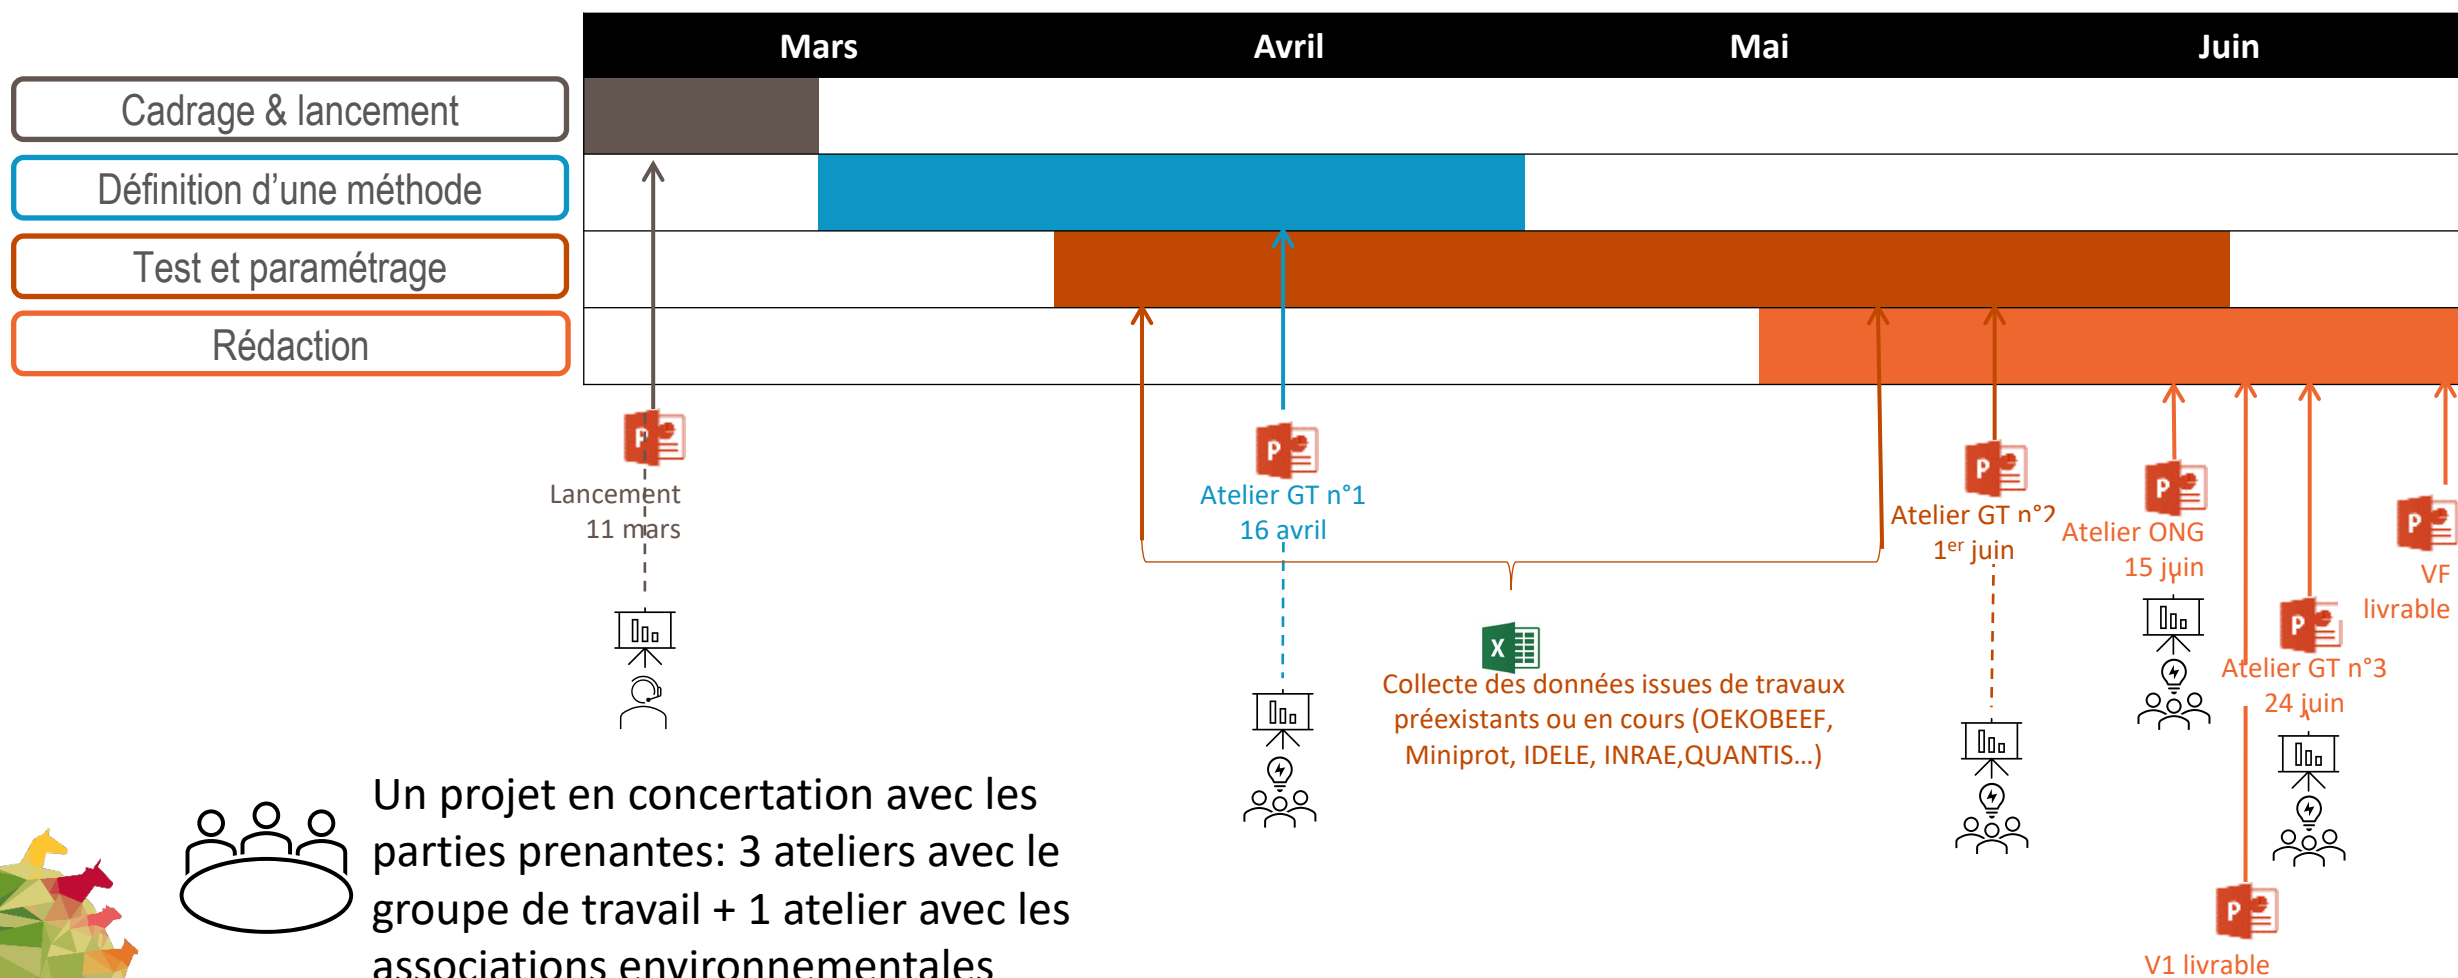 Mars Avril Mai Juin
Cadrage & lancement
Définition d'une méthode
Test et paramétrage
Rédaction
Lancement
11 mars
Atelier GT n°1
16 avril
Atelier GT n°2
1er juin
Atelier ONG
15 juin
VF
livrable
Atelier GT n°3
24 juin
Collecte des données issues de travaux
préexistants ou en cours (OEKOBEEF,
Miniprot, IDELE, INRAE,QUANTIS…)
Un projet en concertation avec les
parties prenantes: 3 ateliers avec le
groupe de travail + 1 atelier avec les
associations environnementales
V1 livrable